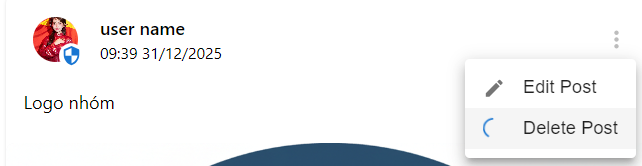 user name
09:39 31/12/2025
Edit Post
Delete Post
Logo nhóm